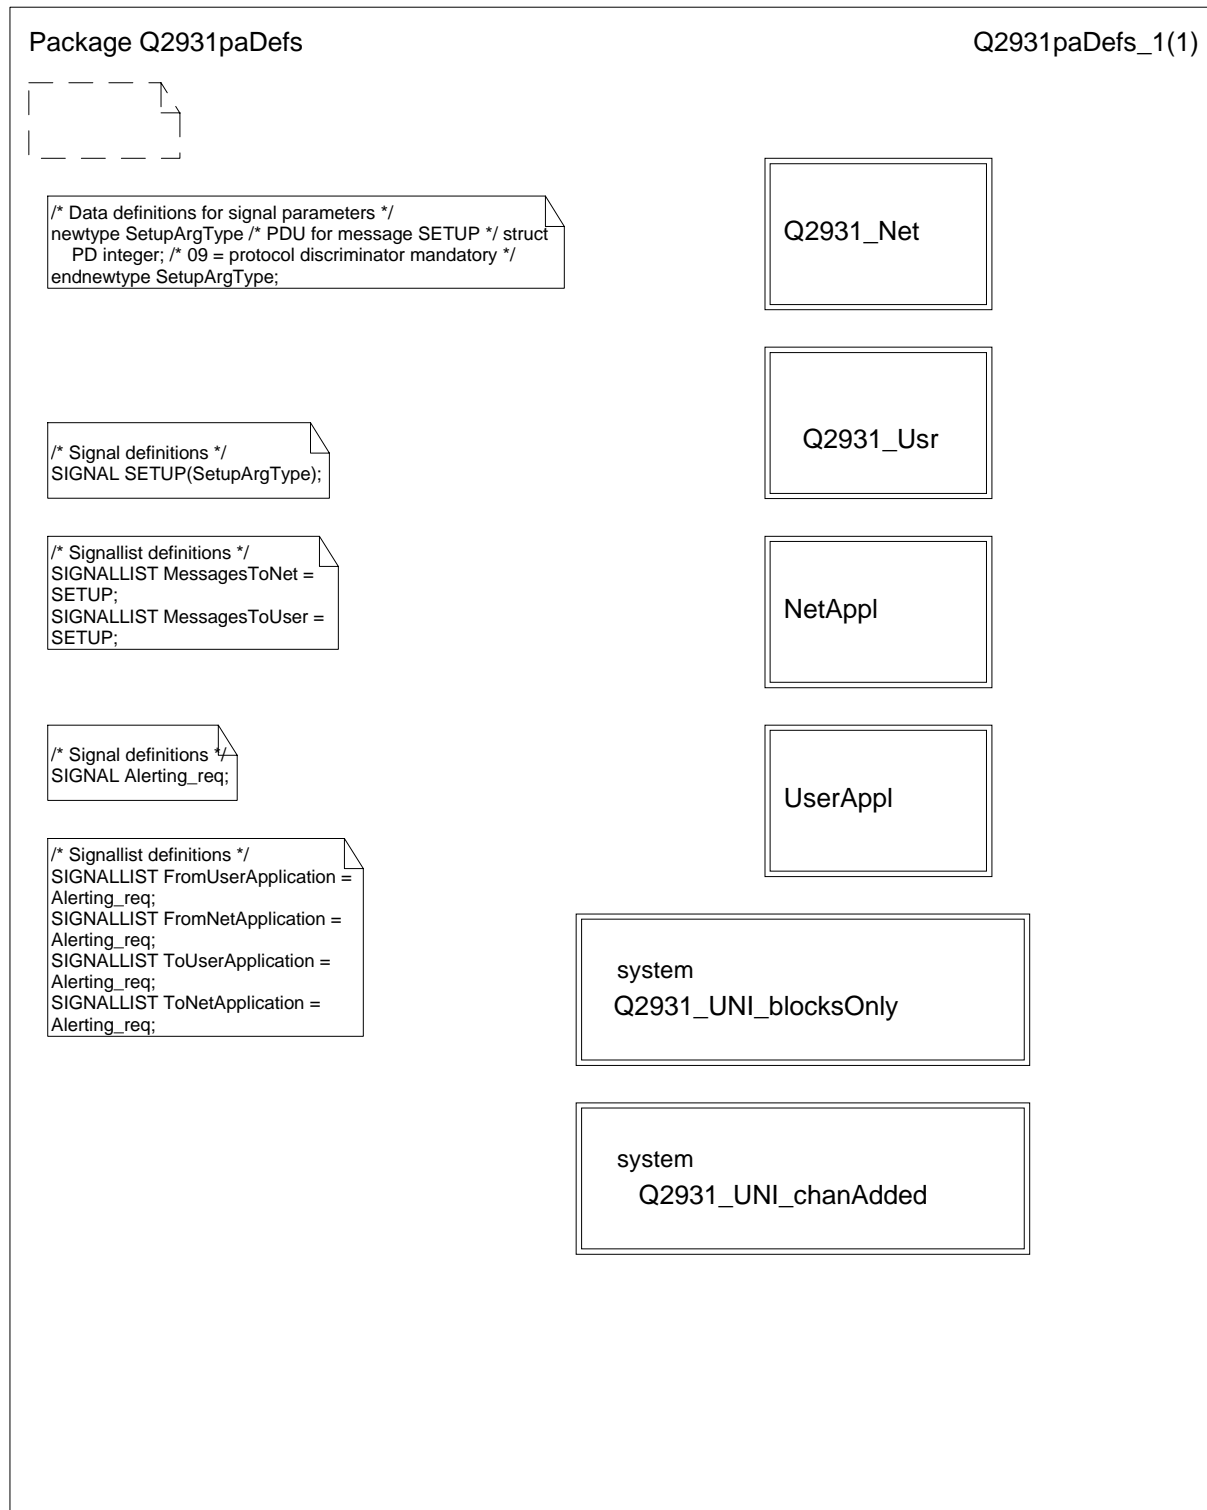 Package Q2931paDefs
Q2931paDefs_1(1)
/* Data definitions for signal parameters */
newtype SetupArgType /* PDU for message SETUP */ struct
PD integer; /* 09 = protocol discriminator mandatory */
endnewtype SetupArgType;
Q2931_Net
/* Signal definitions */
SIGNAL SETUP(SetupArgType);
Q2931_Usr
/* Signallist definitions */
SIGNALLIST MessagesToNet =
SETUP;
SIGNALLIST MessagesToUser =
SETUP;
NetAppl
/* Signal definitions */
SIGNAL Alerting_req;
UserAppl
/* Signallist definitions */
SIGNALLIST FromUserApplication =
Alerting_req;
SIGNALLIST FromNetApplication =
Alerting_req;
SIGNALLIST ToUserApplication =
Alerting_req;
SIGNALLIST ToNetApplication =
Alerting_req;
system
Q2931_UNI_blocksOnly
system
Q2931_UNI_chanAdded